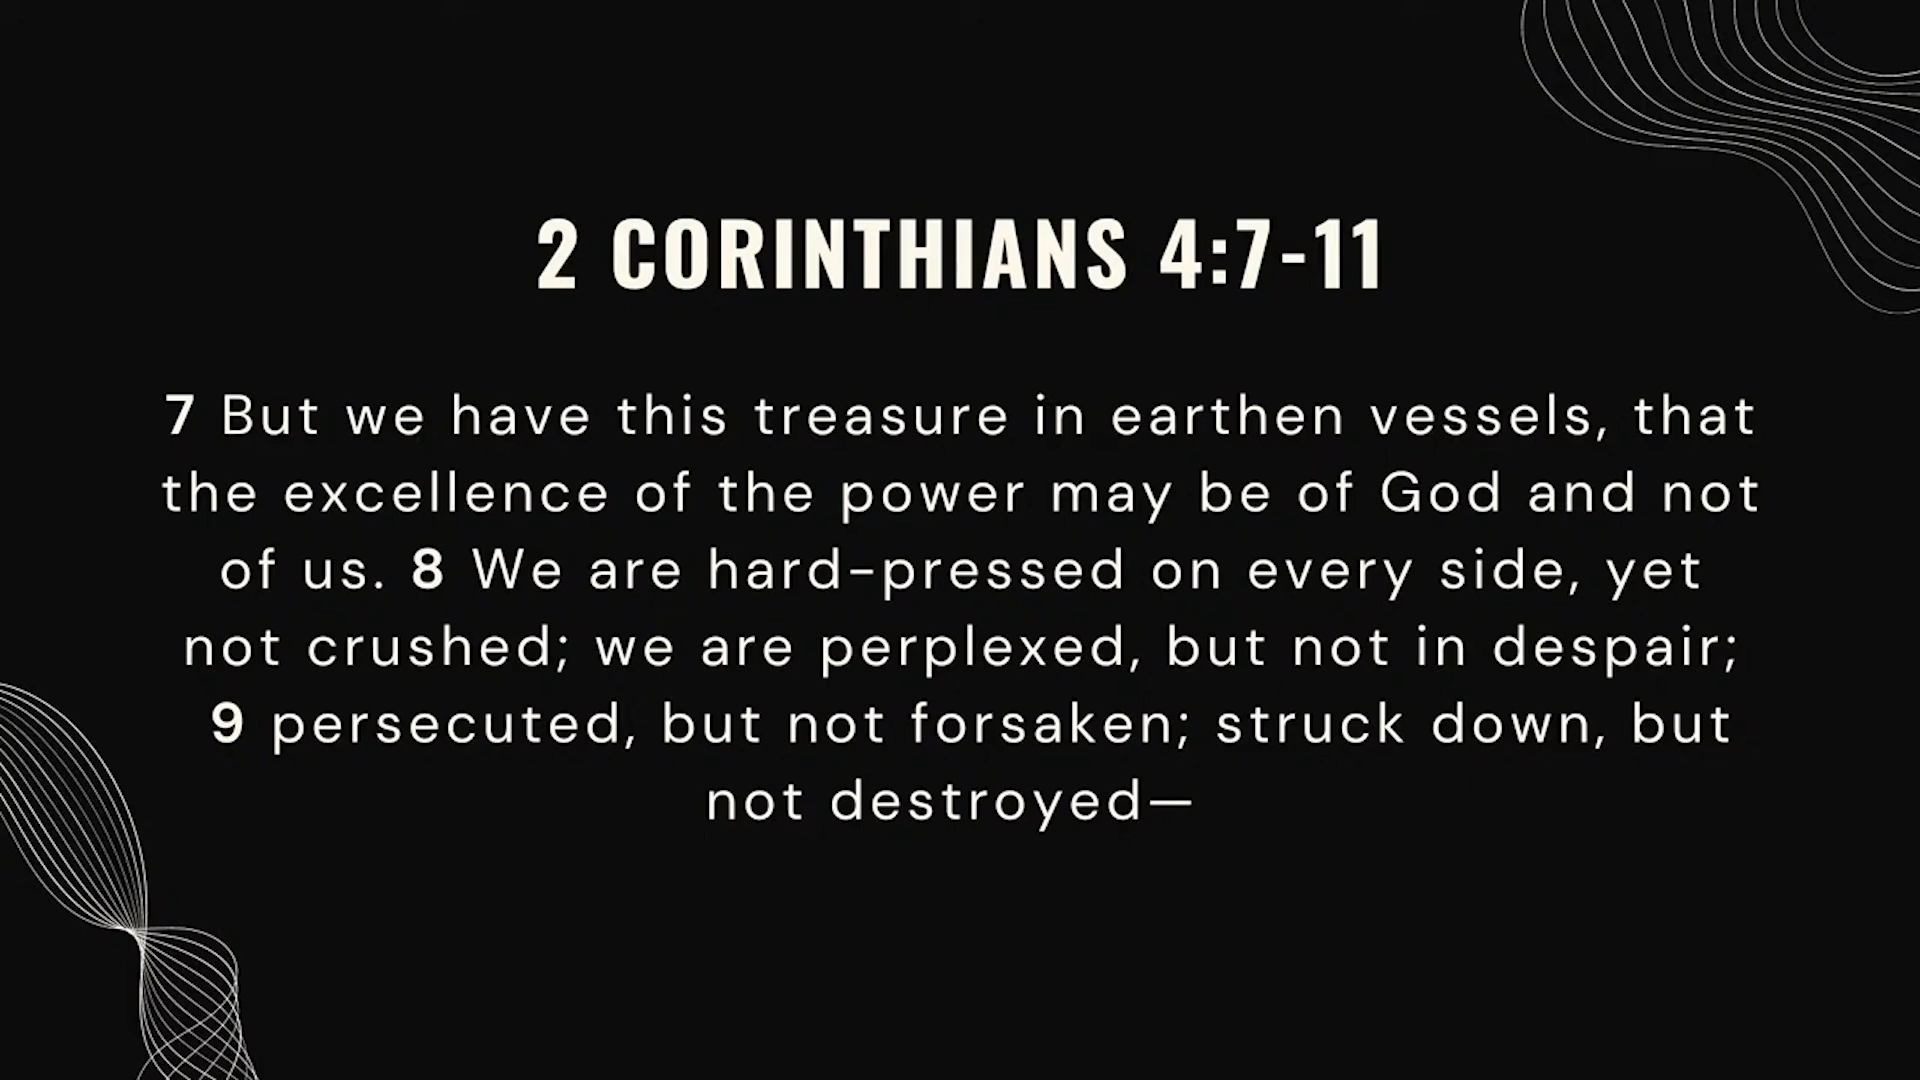 2 CORINTHIANS 4:7-11
7 But we have this treasure in earthen vessels, that
the excellence of the power may be of God and not
of us. 8 We are hard-pressed on every side, yet
not crushed; we are perplexed, but not in despair;
9 persecuted, but not forsaken; struck down, but
not destroyed—